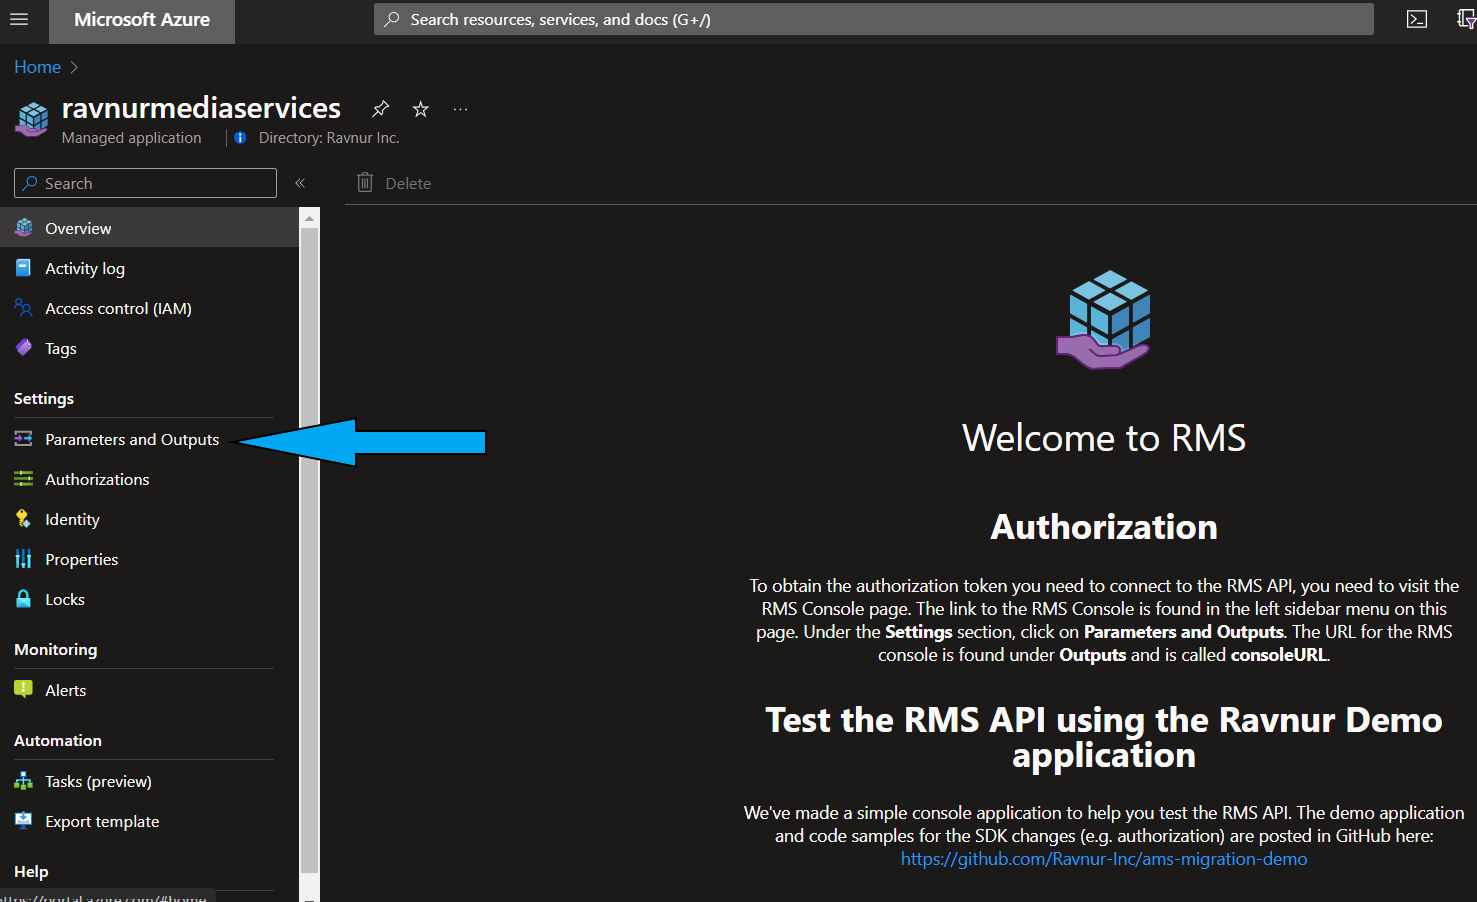 Microsoft Azure
Search resources, services, and docs (G+/)
Home
ravnurmediaservices
Managed application
Directory: Ravnur Inc.
Search
Delete
Overview
Activity log
Access control (IAM)
Tags
Settings
Parameters and Outputs
Authorizations
Identity
Properties
Locks
Monitoring
Alerts
Automation
Tasks (preview)
Export template
Help
Welcome to RMS
Authorization
To obtain the authorization token you need to connect to the RMS API, you need to visit the
RMS Console page. The link to the RMS Console is found in the left sidebar menu on this
page. Under the Settings section, click on Parameters and Outputs. The URL for the RMS
console is found under Outputs and is called consoleURL.
Test the RMS API using the Ravnur Demo
application
We've made a simple console application to help you test the RMS API. The demo application
and code samples for the SDK changes (e.g. authorization) are posted in GitHub here:
https://github.com/Ravnur-Inc/ams-migration-demo